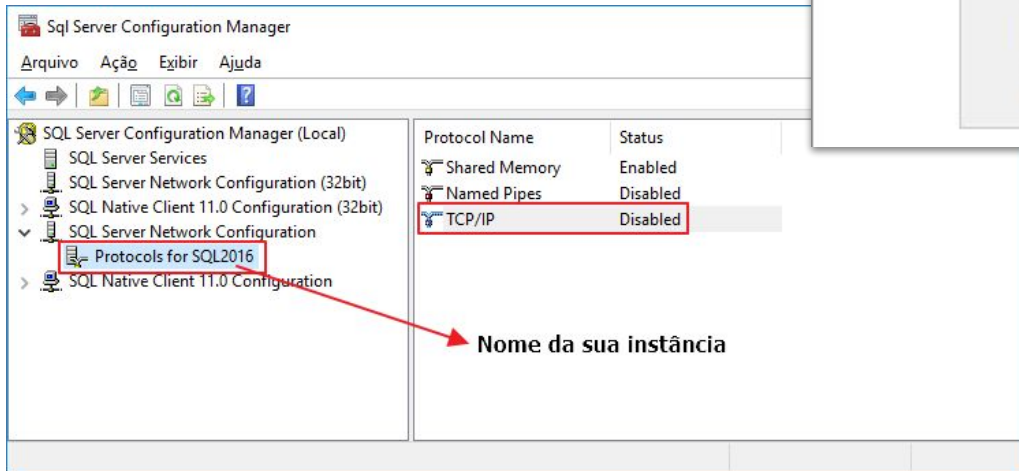 Sql Server Configuration Manager
Arquivo Ação Exibir Ajuda
SQL Server Configuration Manager (Local)
SQL Server Services
SQL Server Network Configuration (32bit)
SQL Native Client 11.0 Configuration (32bit)
SQL Server Network Configuration
Protocols for SQL2016
SQL Native Client 11.0 Configuration
Protocol Name Status
Shared Memory Enabled
Named Pipes Disabled
TCP/IP Disabled
Nome da sua instância